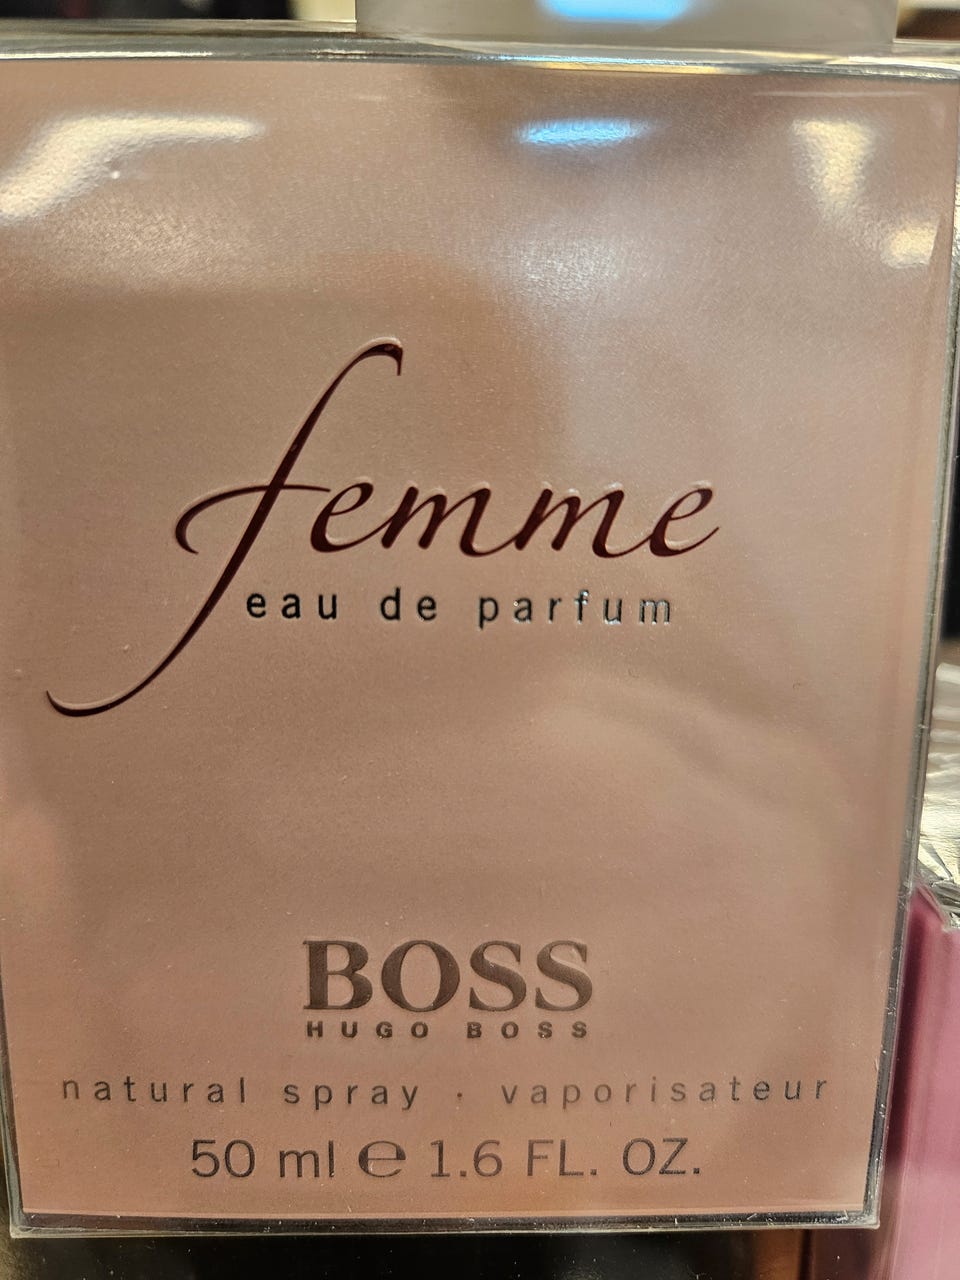 femme
eau de parfum
BOSS
HUGO BOSS
natural spray · vaporisateur
50 ml ℮ 1.6 FL. OZ.